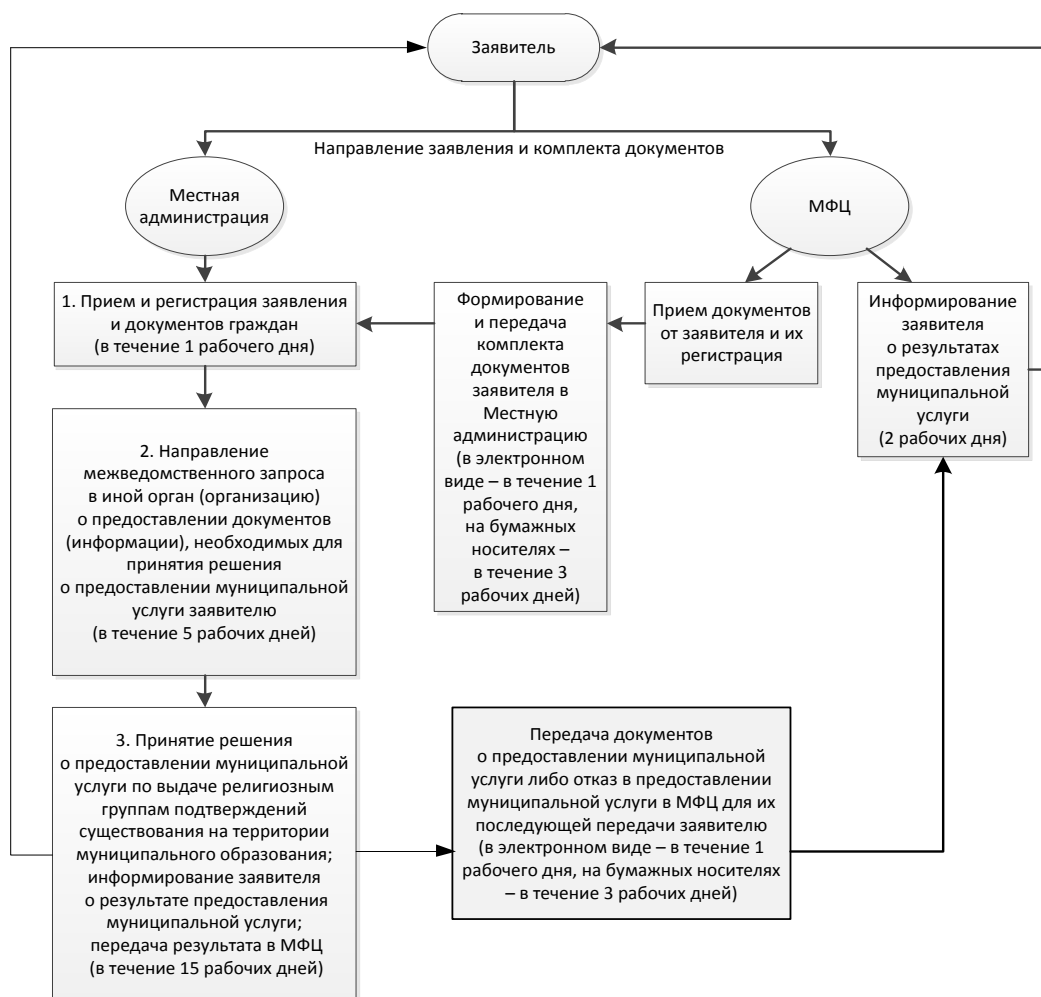 Заявитель
Направление заявления и комплекта документов
Местная
администрация
МФЦ
1. Прием и регистрация заявления
и документов граждан
(в течение 1 рабочего дня)
Формирование
и передача
комплекта
документов
заявителя в
Местную
администрацию
(в электронном
виде – в течение 1
рабочего дня,
на бумажных
носителях –
в течение 3
рабочих дней)
Прием документов
от заявителя и их
регистрация
Информирование
заявителя
о результатах
предоставления
муниципальной
услуги
(2 рабочих дня)
2. Направление
межведомственного запроса
в иной орган (организацию)
о предоставлении документов
(информации), необходимых для
принятия решения
о предоставлении муниципальной
услуги заявителю
(в течение 5 рабочих дней)
3. Принятие решения
о предоставлении муниципальной
услуги по выдаче религиозным
группам подтверждений
существования на территории
муниципального образования;
информирование заявителя
о результате предоставления
муниципальной услуги;
передача результата в МФЦ
(в течение 15 рабочих дней)
Передача документов
о предоставлении муниципальной
услуги либо отказ в предоставлении
муниципальной услуги в МФЦ для их
последующей передачи заявителю
(в электронном виде – в течение 1
рабочего дня, на бумажных носителях
– в течение 3 рабочих дней)